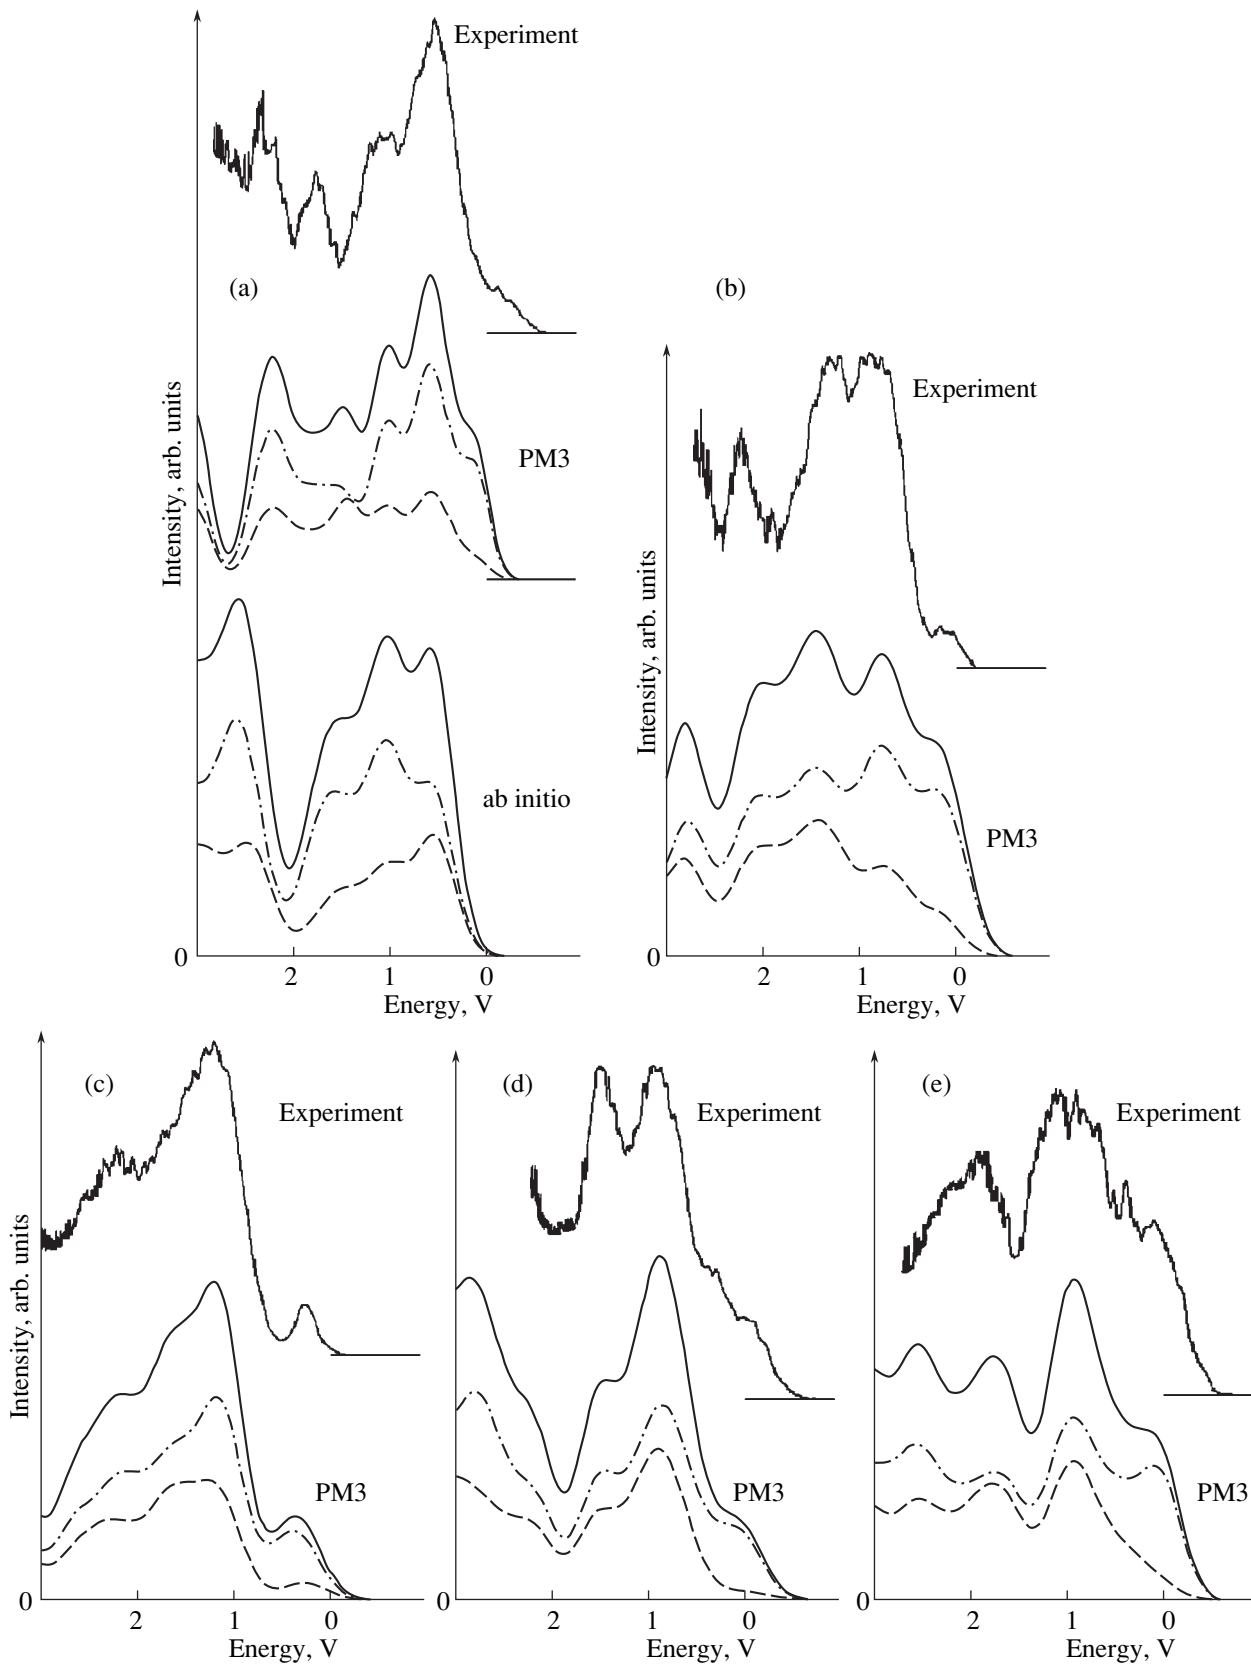 Experiment
(a)
(b)
Experiment
PM3
Intensity, arb. units
ab initio
Intensity, arb. units
PM3
0
2
1
0
Energy, V
0
2
1
0
Energy, V
(c)
Experiment
(d)
Experiment
(e)
Experiment
Intensity, arb. units
PM3
PM3
PM3
0
2
1
0
Energy, V
0
2
1
0
Energy, V
0
2
1
0
Energy, V